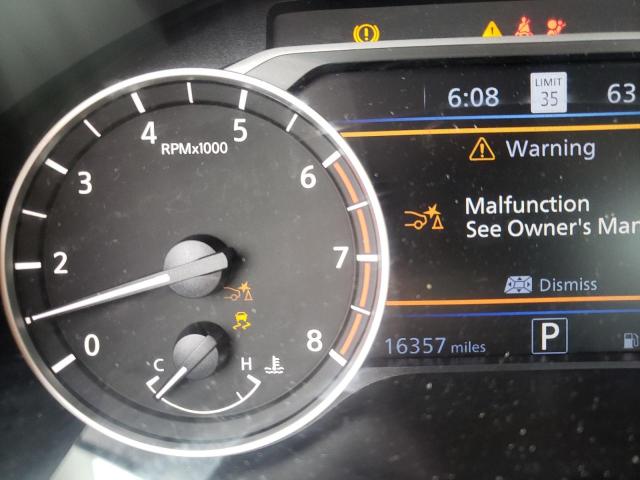 6:08
LIMIT
35
63
Warning
Malfunction
See Owner's Man
Dismiss
16357 miles
P
RPMx1000
0
2
3
4
5
6
7
8
C
H